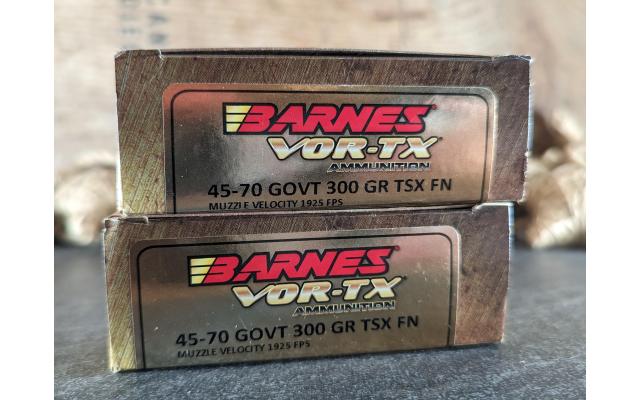 BARNES
VOR-TX
AMMUNITION
45-70 GOVT 300 GR TSX FN
MUZZLE VELOCITY 1925 FPS
BARNES
VOR-TX
AMMUNITION
45-70 GOVT 300 GR TSX FN
MUZZLE VELOCITY 1925 FPS